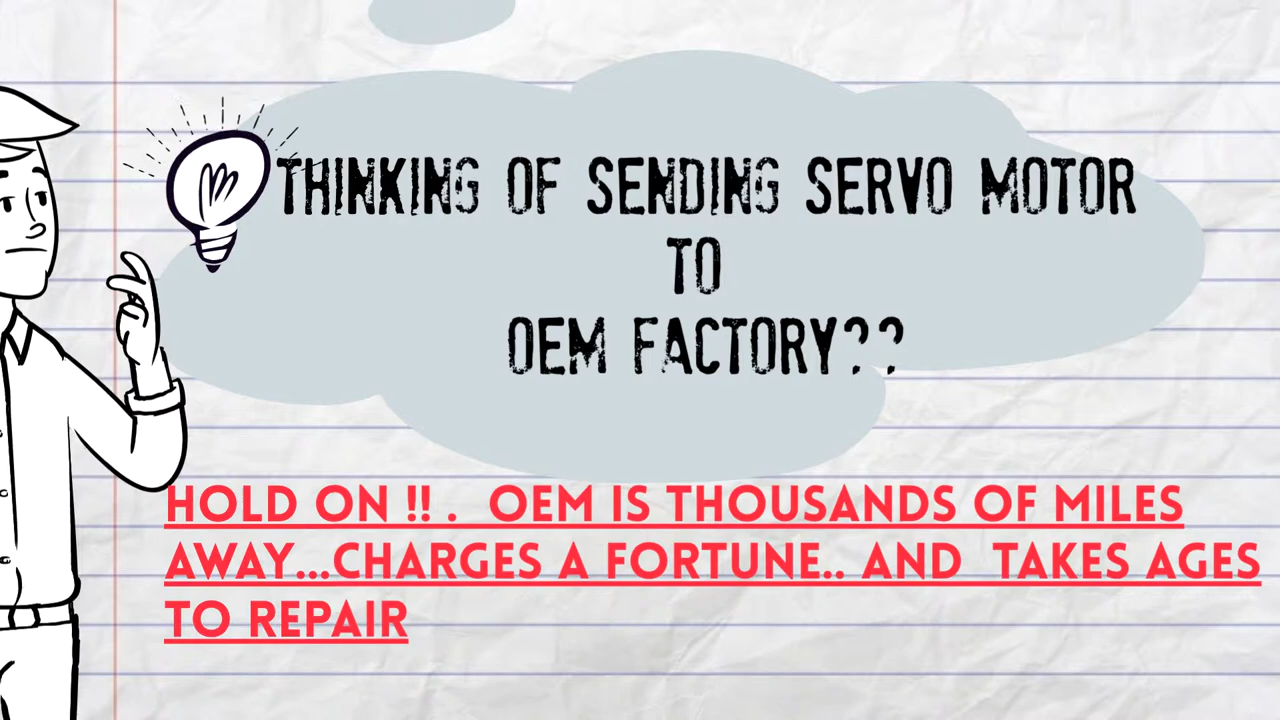 THINKING OF SENDING SERVO MOTOR
TO
OEM FACTORY??
HOLD ON !! .  OEM IS THOUSANDS OF MILES
AWAY...CHARGES A FORTUNE.. AND  TAKES AGES
TO REPAIR